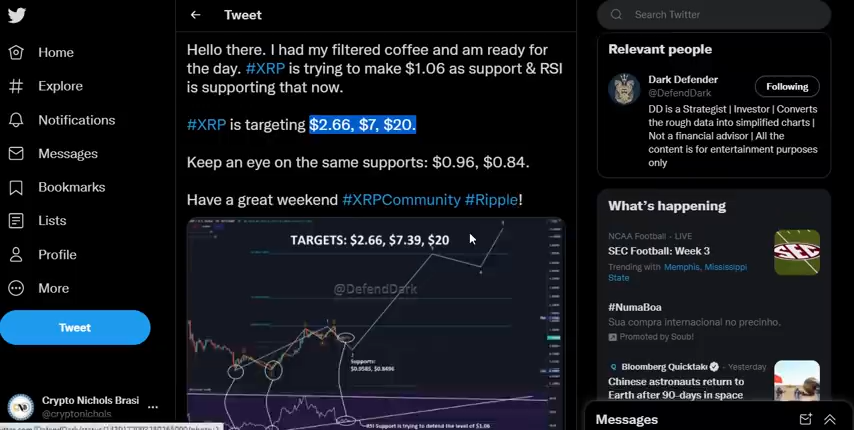 Tweet
Search Twitter
Home
Explore
Notifications
Messages
Bookmarks
Lists
Profile
More
Tweet
Crypto Nichols Brasi
@cryptonichols
Hello there. I had my filtered coffee and am ready for
the day. #XRP is trying to make $1.06 as support & RSI
is supporting that now.
#XRP is targeting $2.66, $7, $20.
Keep an eye on the same supports: $0.96, $0.84.
Have a great weekend #XRPCommunity #Ripple!
TARGETS: $2.66, $7.39, $20
@DefendDark
Supports:
$0.9585, $0.8496
RSI Support is trying to defend the level of $1.06
Relevant people
Dark Defender
@DefendDark
Following
DD is a Strategist | Investor | Converts
the rough data into simplified charts |
Not a financial advisor | All the
content is for entertainment purposes
only
What's happening
NCAA Football · LIVE
SEC Football: Week 3
Trending with Memphis, Mississippi
State
#NumaBoa
Sua compra internacional no precinho.
Promoted by Soub!
Bloomberg Quicktake · Yesterday
Chinese astronauts return to
Earth after 90-days in space
Messages